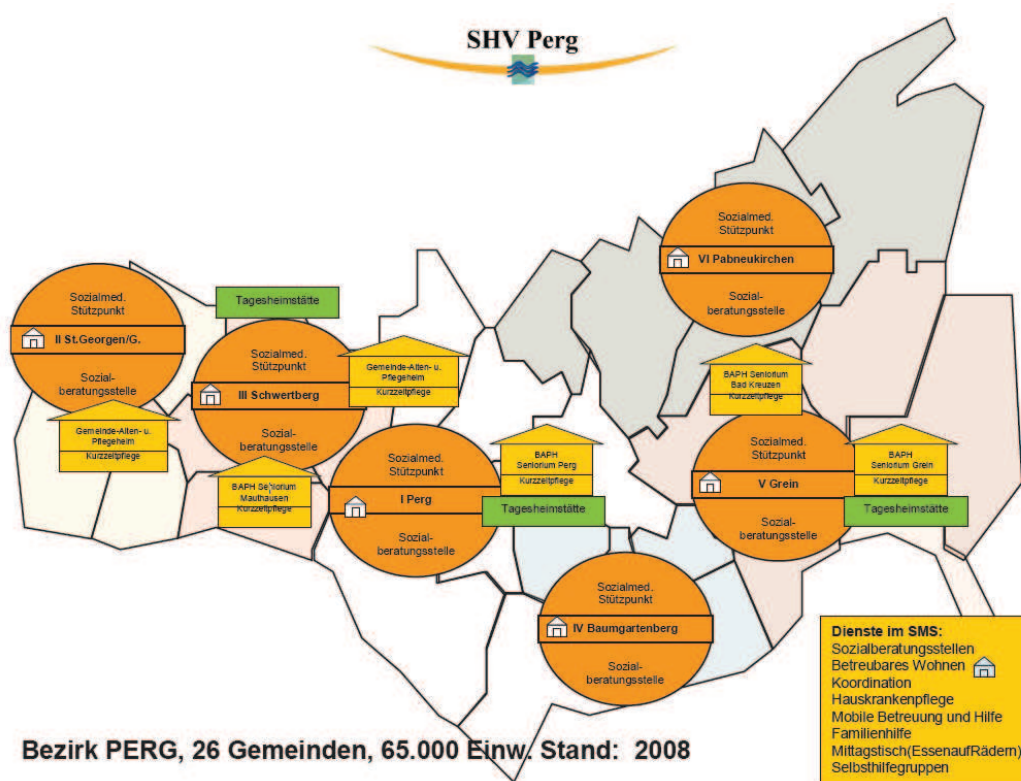 SHV Perg
Sozialmed.
Stützpunkt
VI Pabneukirchen
Sozial-
beratungsstelle
Sozialmed.
Stützpunkt
II St.Georgen/G.
Sozial-
beratungsstelle
Tagesheimstätte
Sozialmed.
Stützpunkt
III Schwertberg
Sozial-
beratungsstelle
Gemeinde-Alten- u.
Pflegeheim
Kurzzeitpflege
BAPH Seniorium
Bad Kreuzen
Kurzzeitpflege
Gemeinde-Alten- u.
Pflegeheim
Kurzzeitpflege
BAPH Seniorium
Mauthausen
Kurzzeitpflege
Sozialmed.
Stützpunkt
I Perg
Sozial-
beratungsstelle
BAPH
Seniorium Perg
Kurzzeitpflege
Tagesheimstätte
Sozialmed.
Stützpunkt
V Grein
Sozial-
beratungsstelle
BAPH
Seniorium Grein
Kurzzeitpflege
Tagesheimstätte
Sozialmed.
Stützpunkt
IV Baumgartenberg
Sozial-
beratungsstelle
Dienste im SMS:
Sozialberatungsstellen
Betreubares Wohnen
Koordination
Hauskrankenpflege
Mobile Betreuung und Hilfe
Familienhilfe
Mittagstisch(EssenaufRädern)
Selbsthilfegruppen
Bezirk PERG, 26 Gemeinden, 65.000 Einw. Stand: 2008